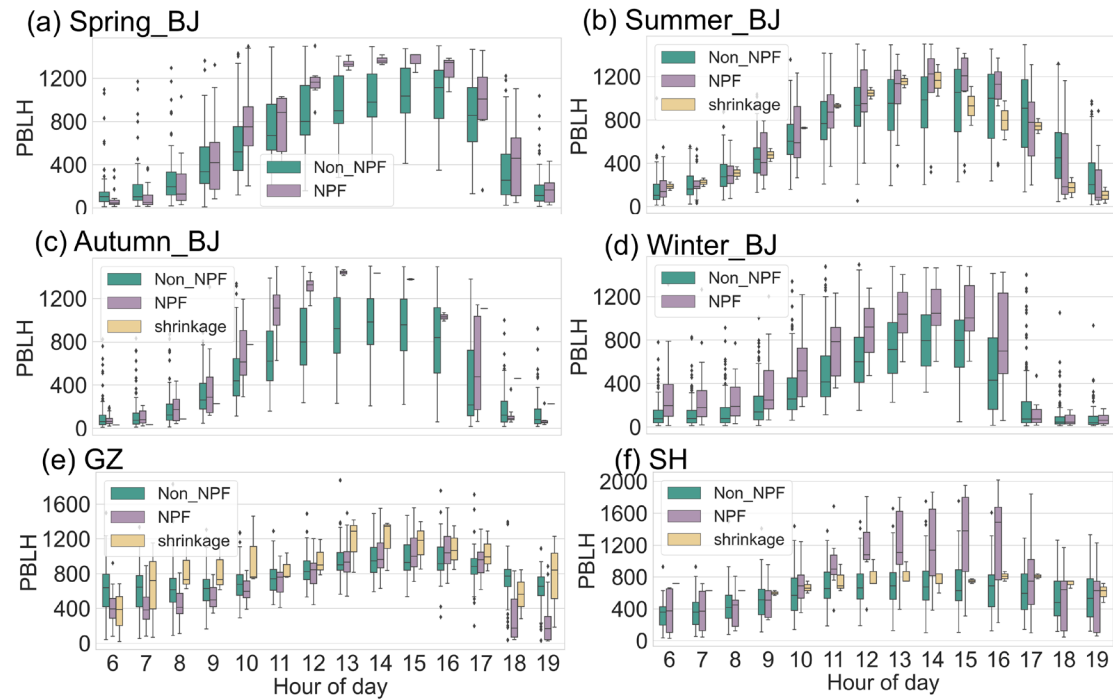 (a) Spring_BJ
PBLH
1200
800
400
0
Non_NPF
NPF
(b) Summer_BJ
PBLH
1200
800
400
0
Non_NPF
NPF
shrinkage
(c) Autumn_BJ
PBLH
1200
800
400
0
Non_NPF
NPF
shrinkage
(d) Winter_BJ
PBLH
1200
800
400
0
Non_NPF
NPF
(e) GZ
PBLH
1600
1200
800
400
0
Non_NPF
NPF
shrinkage
6 7 8 9 10 11 12 13 14 15 16 17 18 19
Hour of day
(f) SH
PBLH
2000
1600
1200
800
400
0
Non_NPF
NPF
shrinkage
6 7 8 9 10 11 12 13 14 15 16 17 18 19
Hour of day